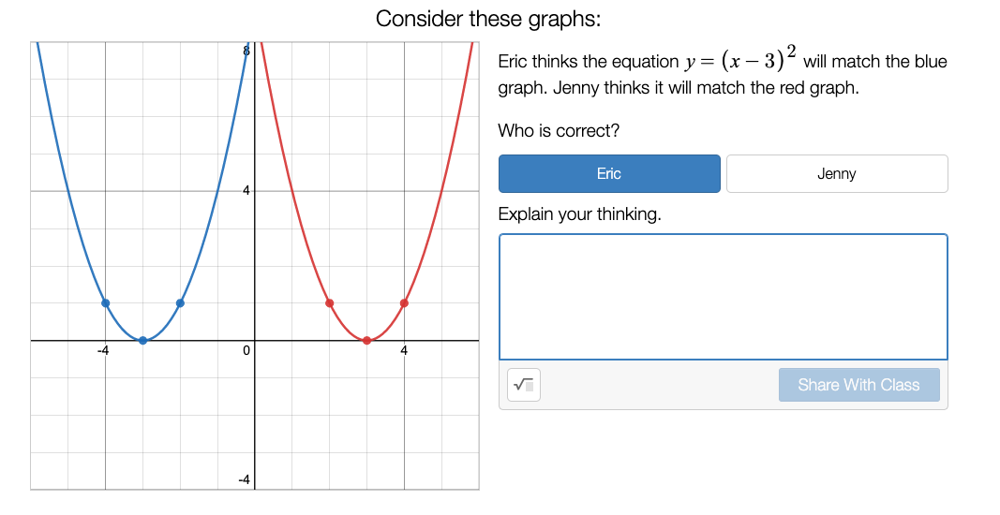 Consider these graphs:
8
4
-4
0
4
-4
Eric thinks the equation y = (x – 3)² will match the blue
graph. Jenny thinks it will match the red graph.
Who is correct?
Eric
Jenny
Explain your thinking.
√
Share With Class